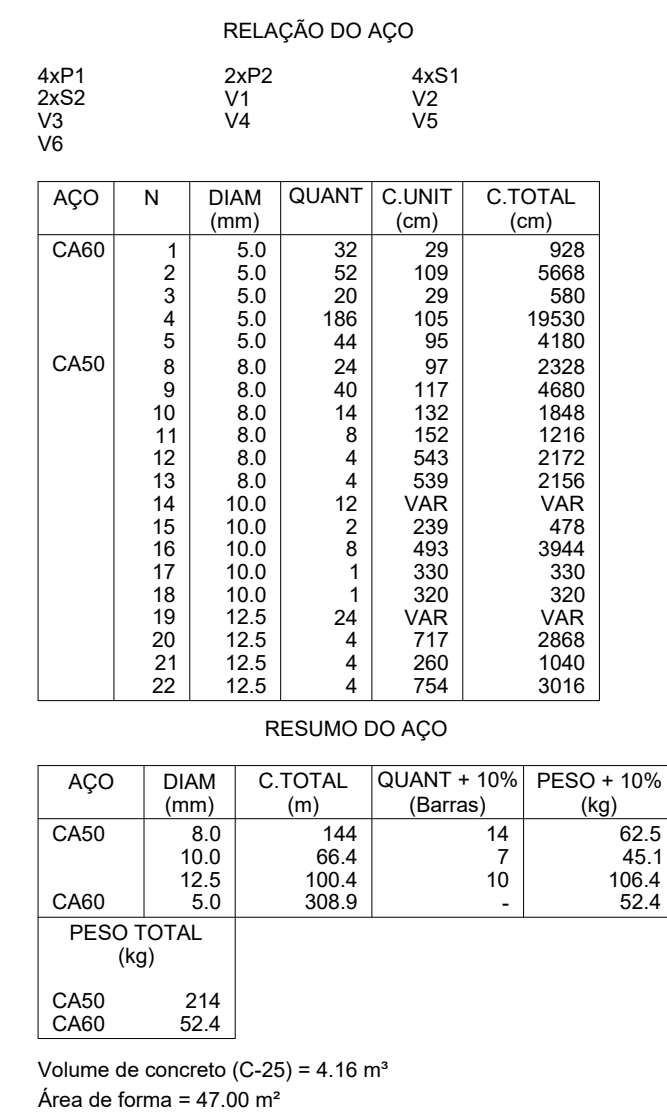 RELAÇÃO DO AÇO
4xP1 2xP2 4xS1
2xS2 V1 V2
V3 V4 V5
V6
AÇO N DIAM QUANT C.UNIT C.TOTAL
(mm) (cm) (cm)
CA60 1 5.0 32 29 928
2 5.0 52 109 5668
3 5.0 20 29 580
4 5.0 186 105 19530
5 5.0 44 95 4180
CA50 8 8.0 24 97 2328
9 8.0 40 117 4680
10 8.0 14 132 1848
11 8.0 8 152 1216
12 8.0 4 543 2172
13 8.0 4 539 2156
14 10.0 12 VAR VAR
15 10.0 2 239 478
16 10.0 8 493 3944
17 10.0 1 330 330
18 10.0 1 320 320
19 12.5 24 VAR VAR
20 12.5 4 717 2868
21 12.5 4 260 1040
22 12.5 4 754 3016
RESUMO DO AÇO
AÇO DIAM C.TOTAL QUANT + 10% PESO + 10%
(mm) (m) (Barras) (kg)
CA50 8.0 144 14 62.5
10.0 66.4 7 45.1
12.5 100.4 10 106.4
CA60 5.0 308.9 - 52.4
PESO TOTAL
(kg)
CA50 214
CA60 52.4
Volume de concreto (C-25) = 4.16 m³
Área de forma = 47.00 m²